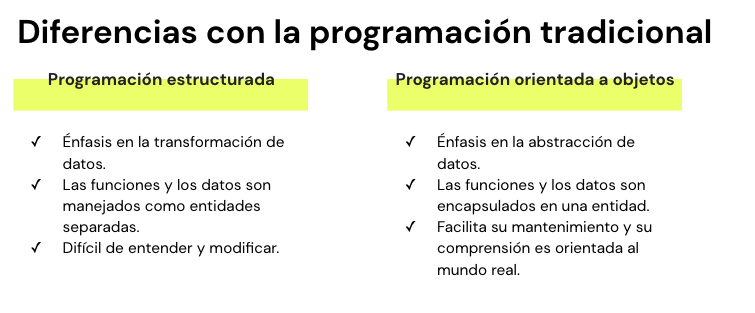 Diferencias con la programación tradicional
Programación estructurada
✓ Énfasis en la transformación de
datos.
✓ Las funciones y los datos son
manejados como entidades
separadas.
✓ Difícil de entender y modificar.
Programación orientada a objetos
✓ Énfasis en la abstracción de
datos.
✓ Las funciones y los datos son
encapsulados en una entidad.
✓ Facilita su mantenimiento y su
comprensión es orientada al
mundo real.